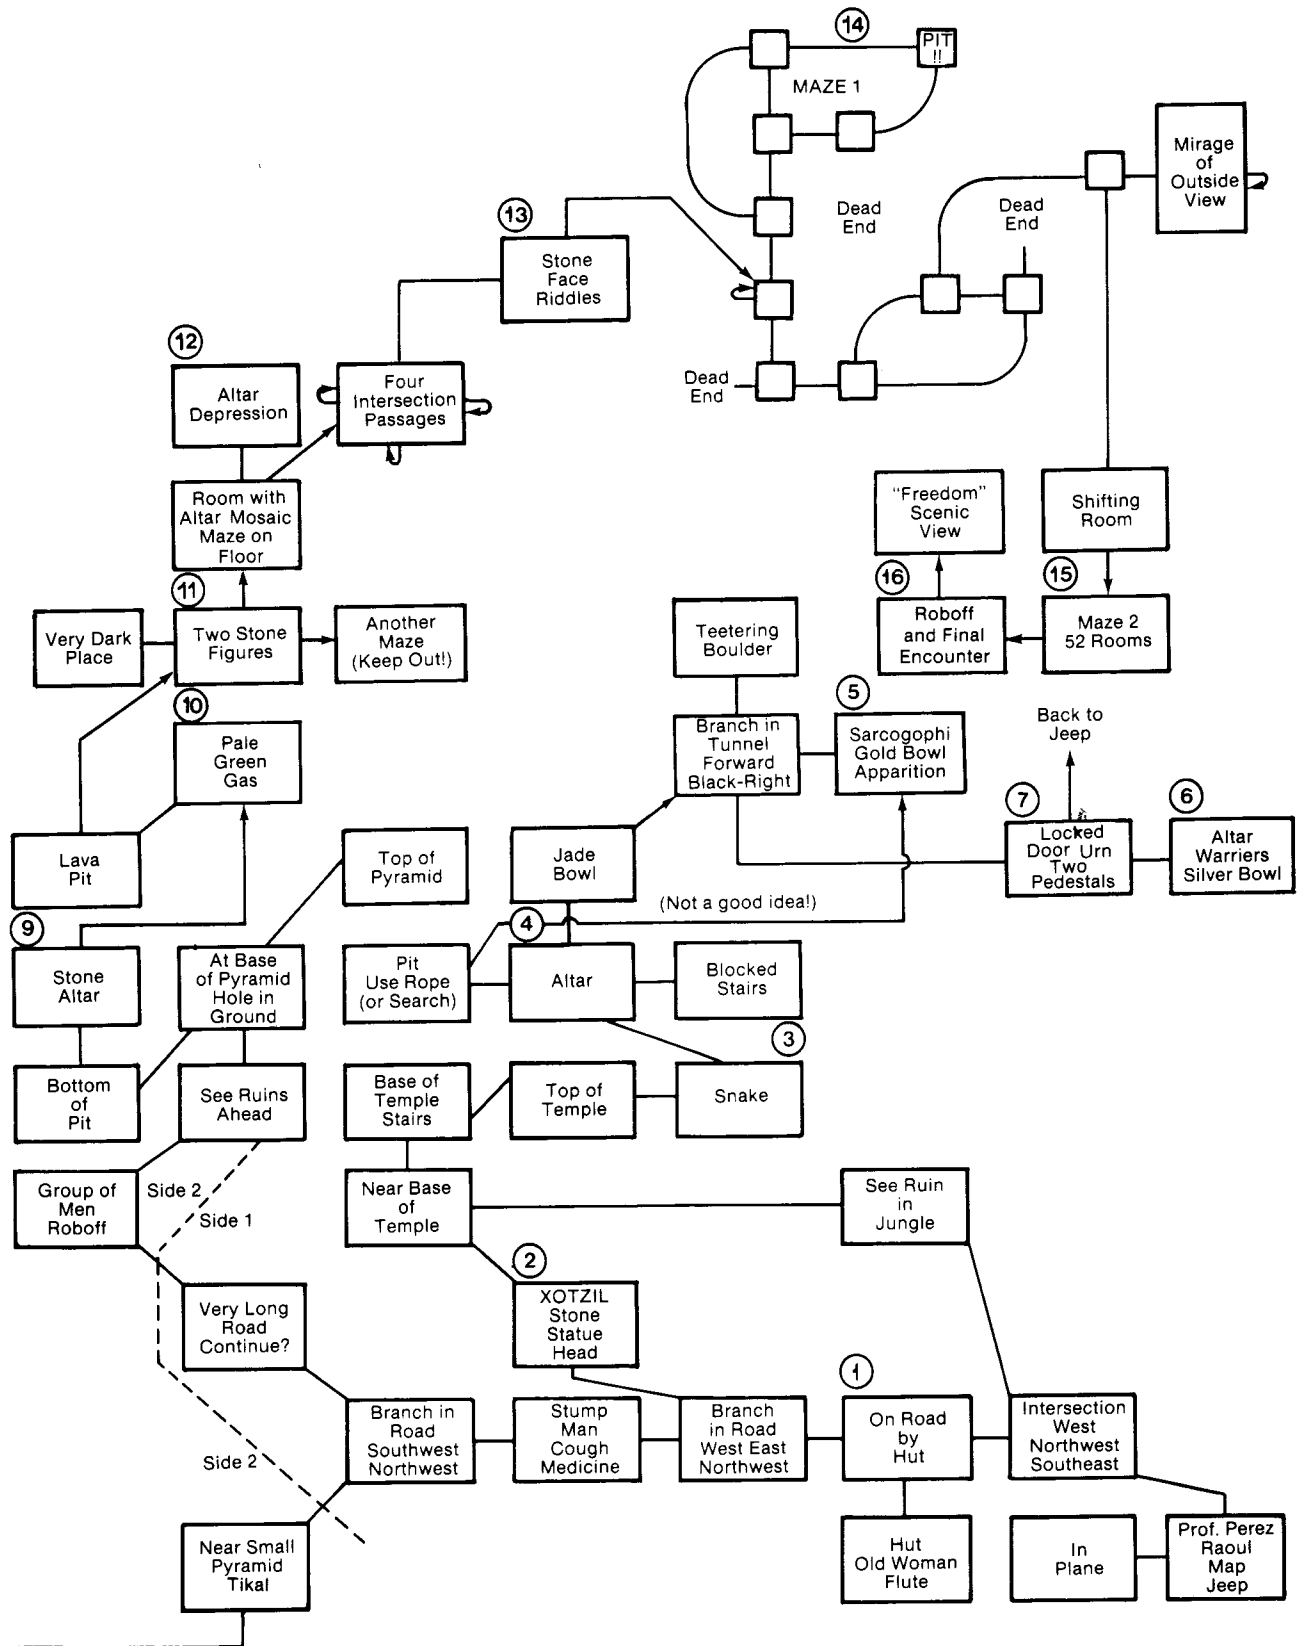 14
PIT
!!
MAZE 1
13
Stone
Face
Riddles
Dead
End
Dead
End
Mirage
of
Outside
View
12
Altar
Depression
Four
Intersection
Passages
Dead
End
Room with
Altar Mosaic
Maze on
Floor
"Freedom"
Scenic
View
Shifting
Room
11
Very Dark
Place
Two Stone
Figures
Another
Maze
(Keep Out!)
Teetering
Boulder
16
Roboff
and Final
Encounter
15
Maze 2
52 Rooms
10
Pale
Green
Gas
Branch in
Tunnel
Forward
Black-Right
5
Sarcogophi
Gold Bowl
Apparition
Back to
Jeep
Lava
Pit
Top of
Pyramid
Jade
Bowl
7
Locked
Door Urn
Two
Pedestals
6
Altar
Warriers
Silver Bowl
(Not a good idea!)
9
Stone
Altar
At Base
of Pyramid
Hole in
Ground
Pit
Use Rope
(or Search)
4
Altar
Blocked
Stairs
3
Bottom
of
Pit
See Ruins
Ahead
Base of
Temple
Stairs
Top of
Temple
Snake
Group of
Men
Roboff
Side 2
Side 1
Near Base
of
Temple
See Ruin
in
Jungle
2
XOTZIL
Stone
Statue
Head
Very Long
Road
Continue?
1
Branch in
Road
Southwest
Northwest
Stump
Man
Cough
Medicine
Branch
in Road
West East
Northwest
On Road
by
Hut
Intersection
West
Northwest
Southeast
Side 2
Near Small
Pyramid
Tikal
Hut
Old Woman
Flute
In
Plane
Prof. Perez
Raoul
Map
Jeep